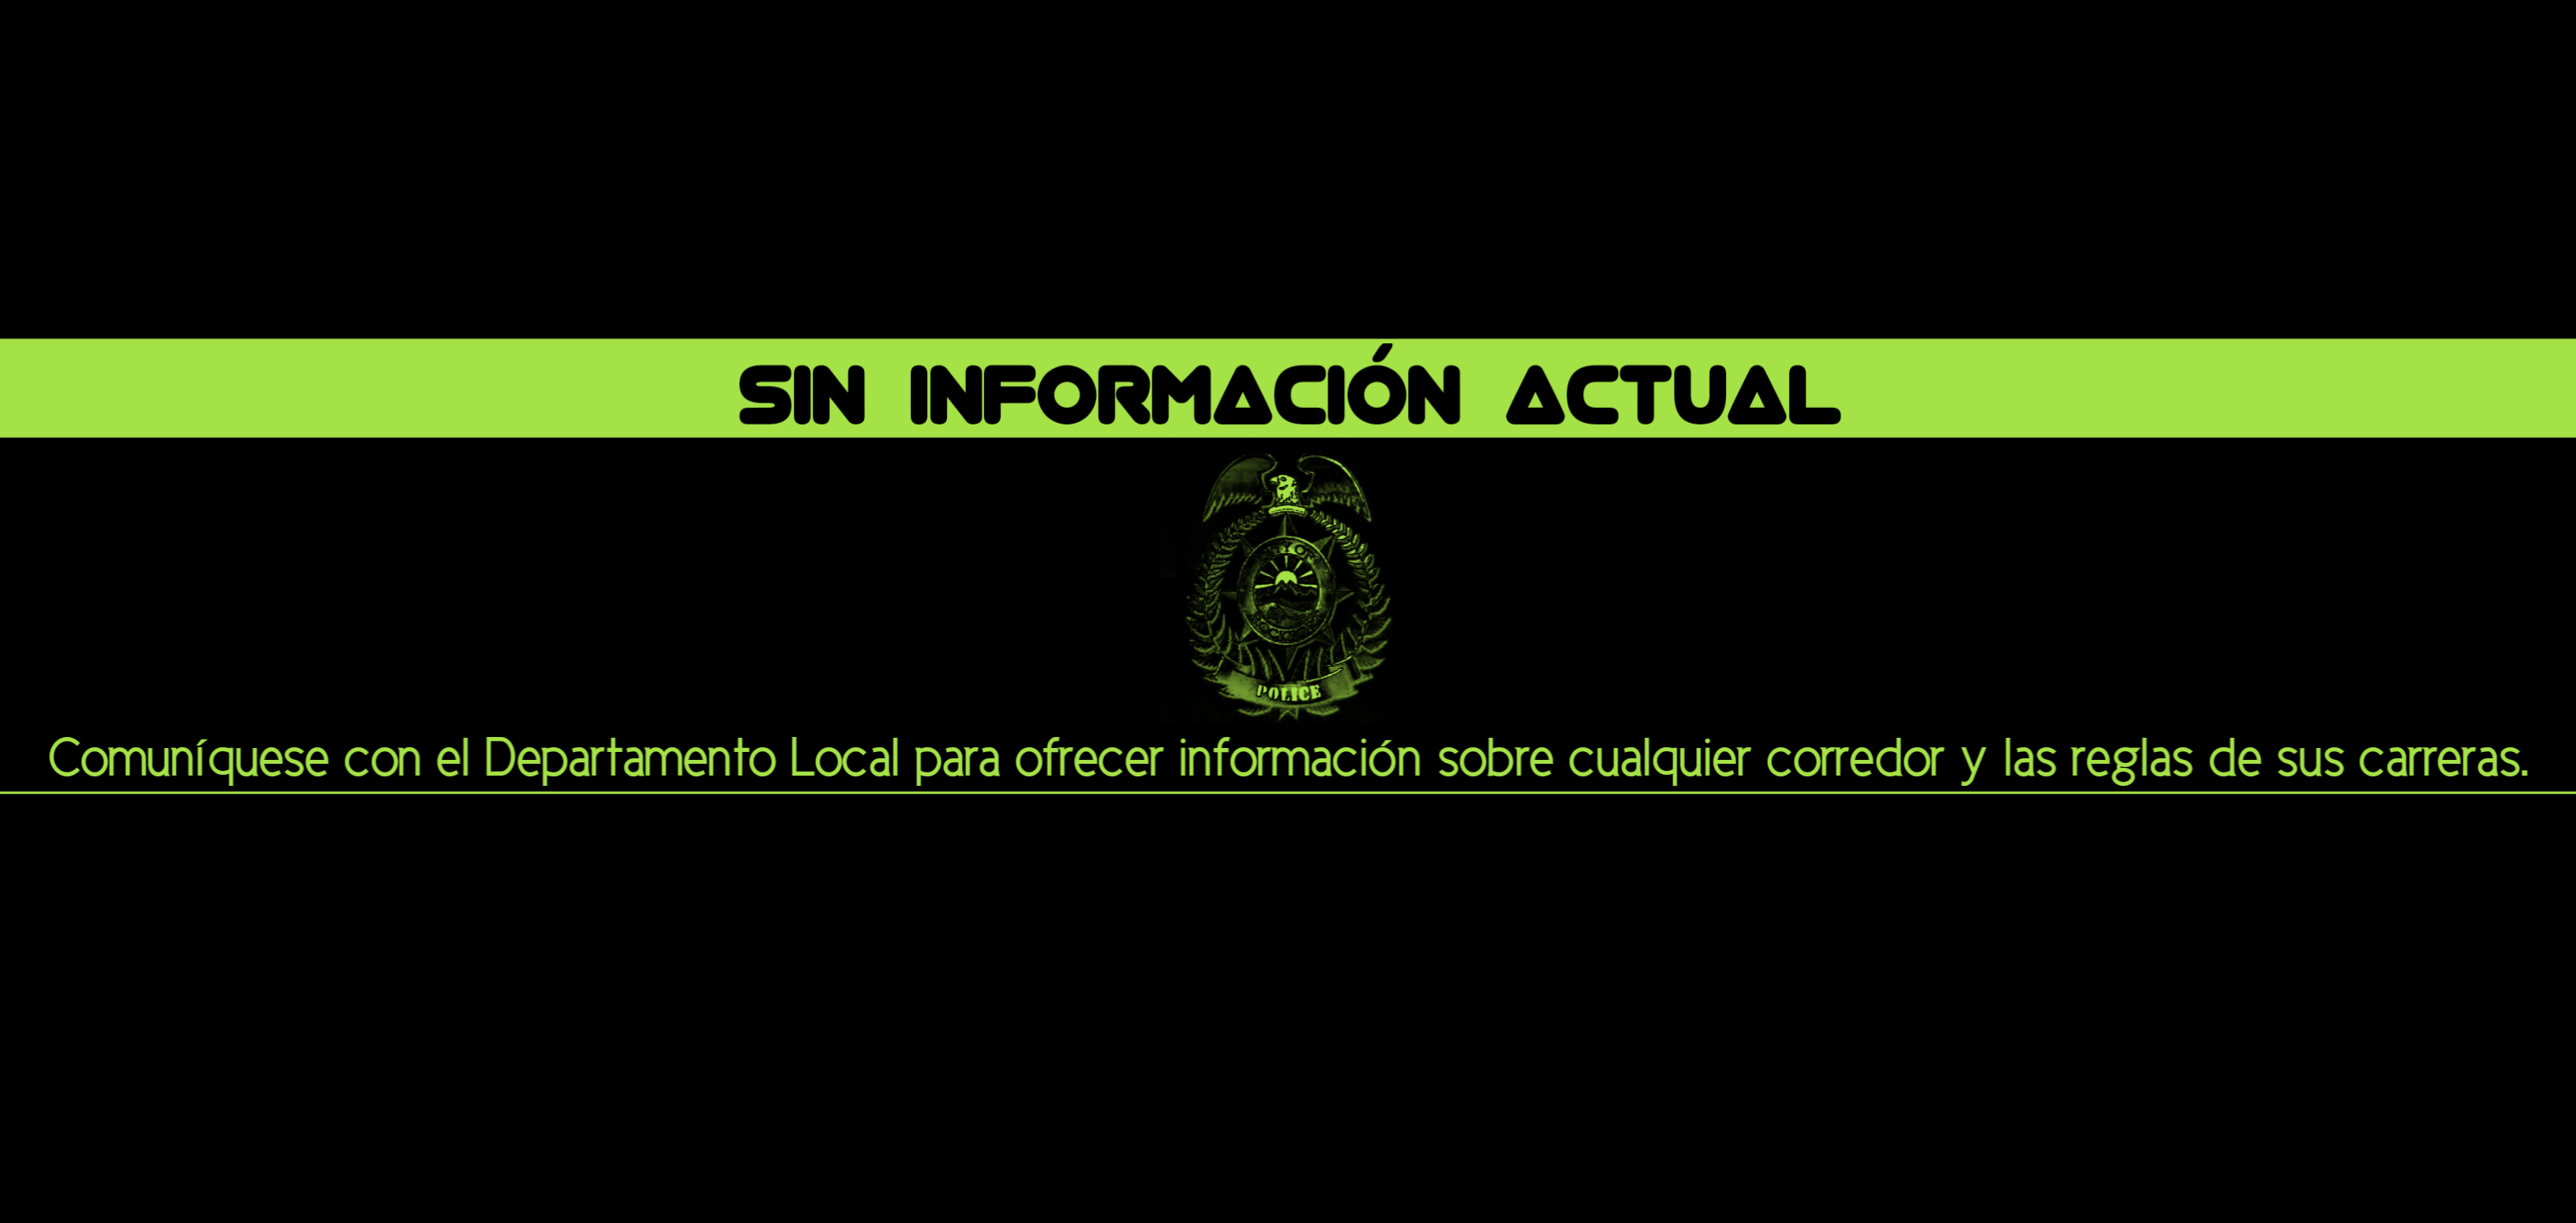 SIN INFORMACIÓN ACTUAL
POLICE
Comuníquese con el Departamento Local para ofrecer información sobre cualquier corredor y las reglas de sus carreras.